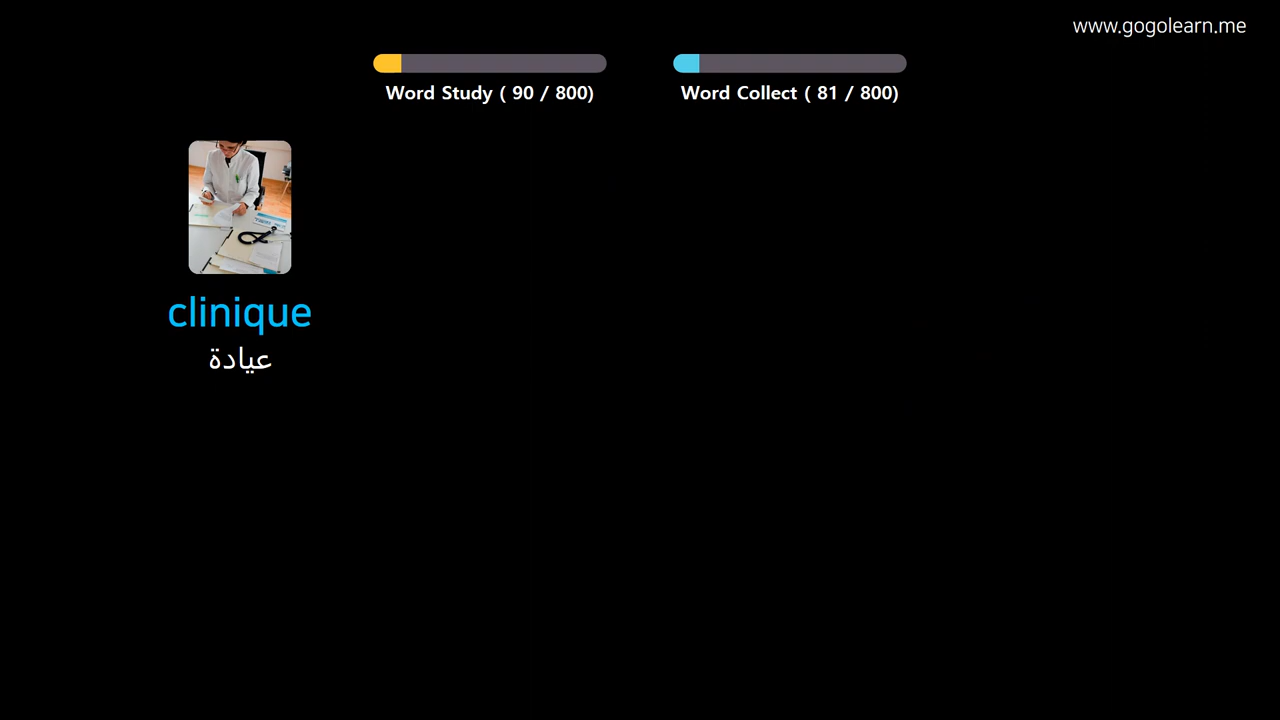 www.gogolearn.me
Word Study ( 90 / 800)
Word Collect ( 81 / 800)
clinique
عيادة